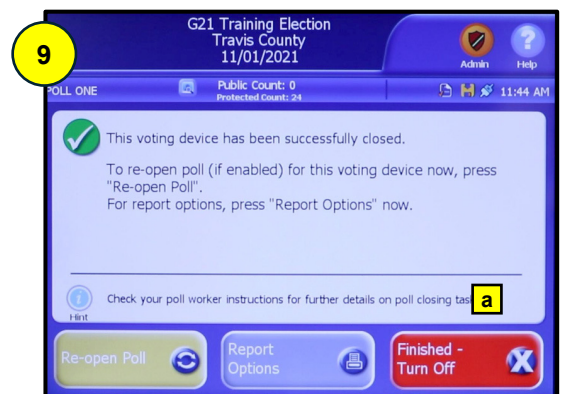 9
G21 Training Election
Travis County
11/01/2021
Admin
Help
POLL ONE
Public Count: 0
Protected Count: 24
11:44 AM
This voting device has been successfully closed.
To re-open poll (if enabled) for this voting device now, press
"Re-open Poll".
For report options, press "Report Options" now.
Hint
Check your poll worker instructions for further details on poll closing
a
Re-open Poll
Report
Options
Finished -
Turn Off